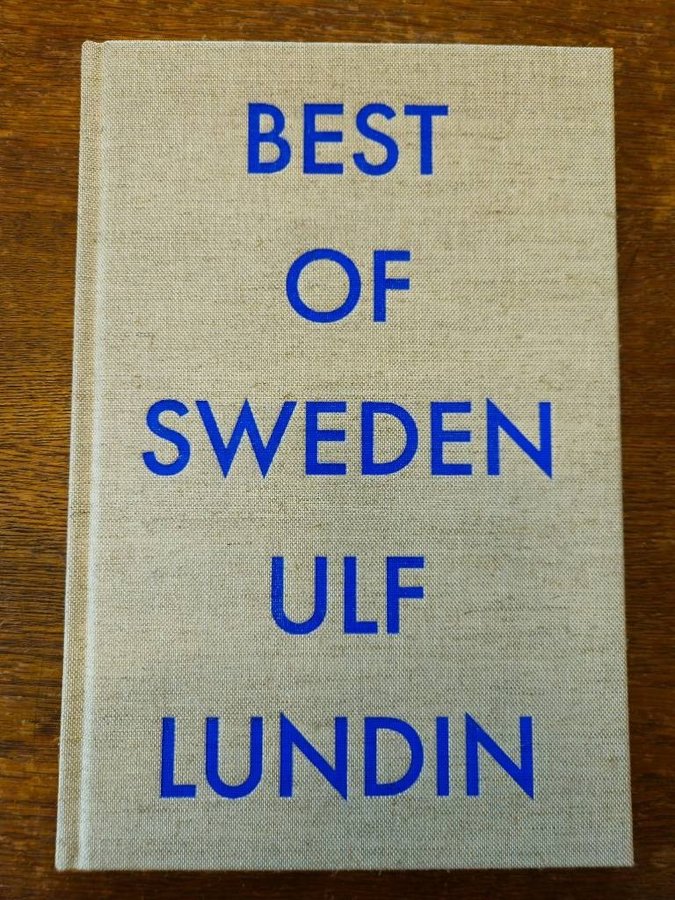 BEST
OF
SWEDEN
ULF
LUNDIN